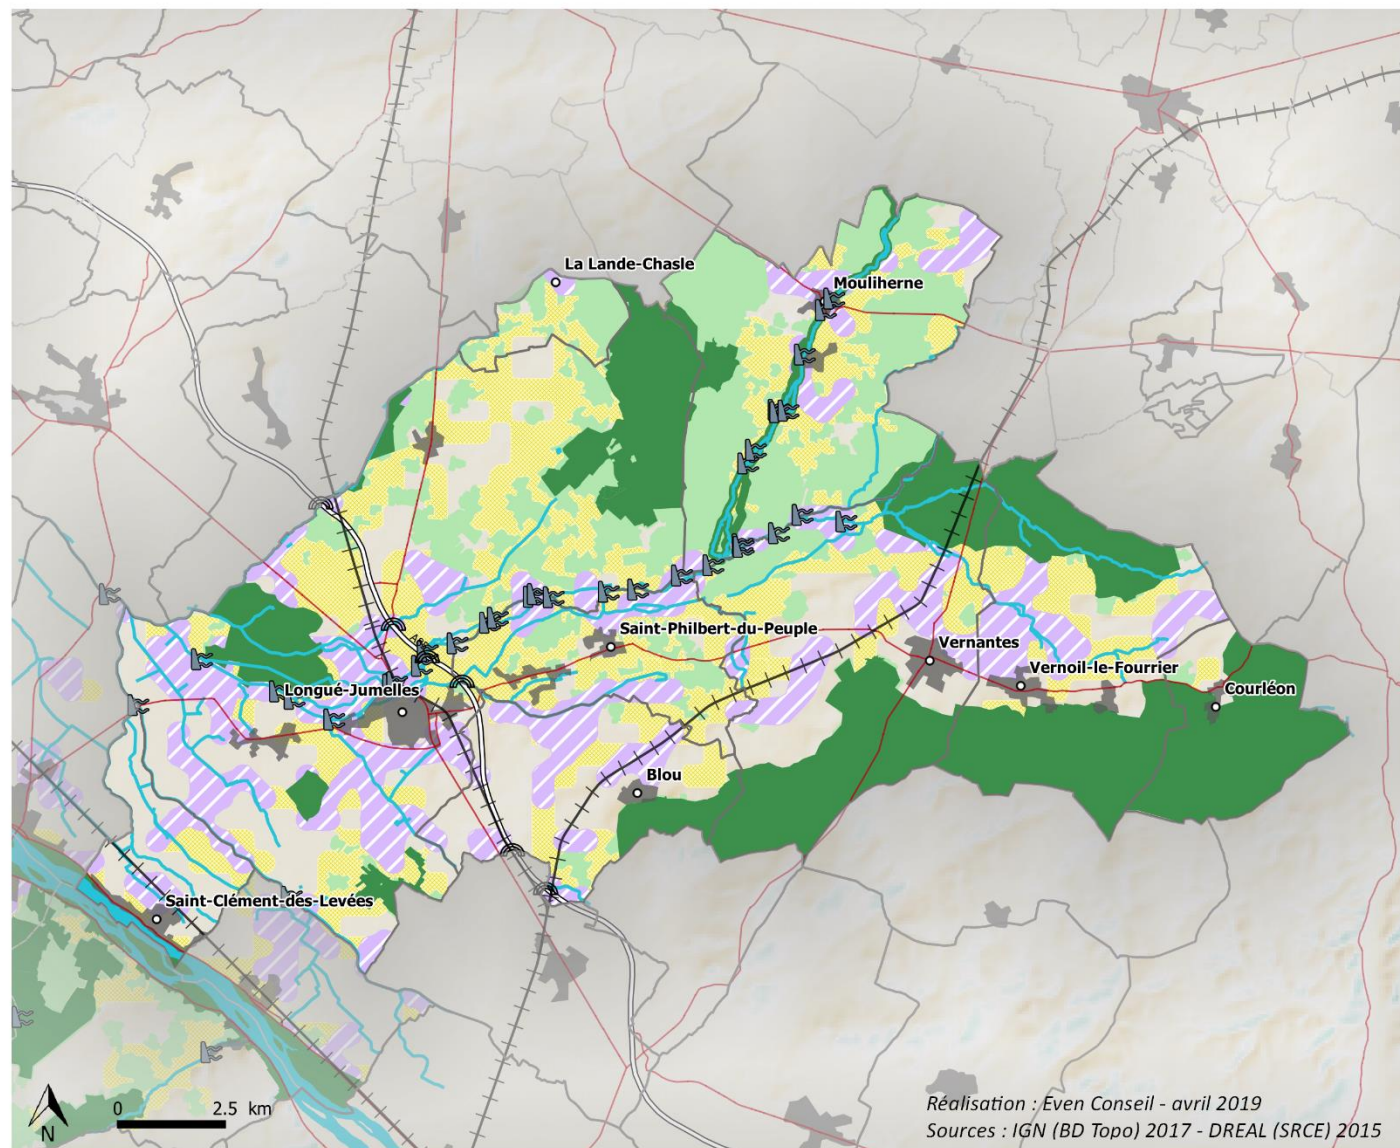 La Lande-Chasle
Mouliherne
Saint-Philbert-du-Peuple
Vernantes
Vernoil-le-Fourrier
Courléon
Longué-Jumelles
Blou
Saint-Clément-des-Levées
0 2.5 km
N
Réalisation : Even Conseil - avril 2019
Sources : IGN (BD Topo) 2017 - DREAL (SRCE) 2015